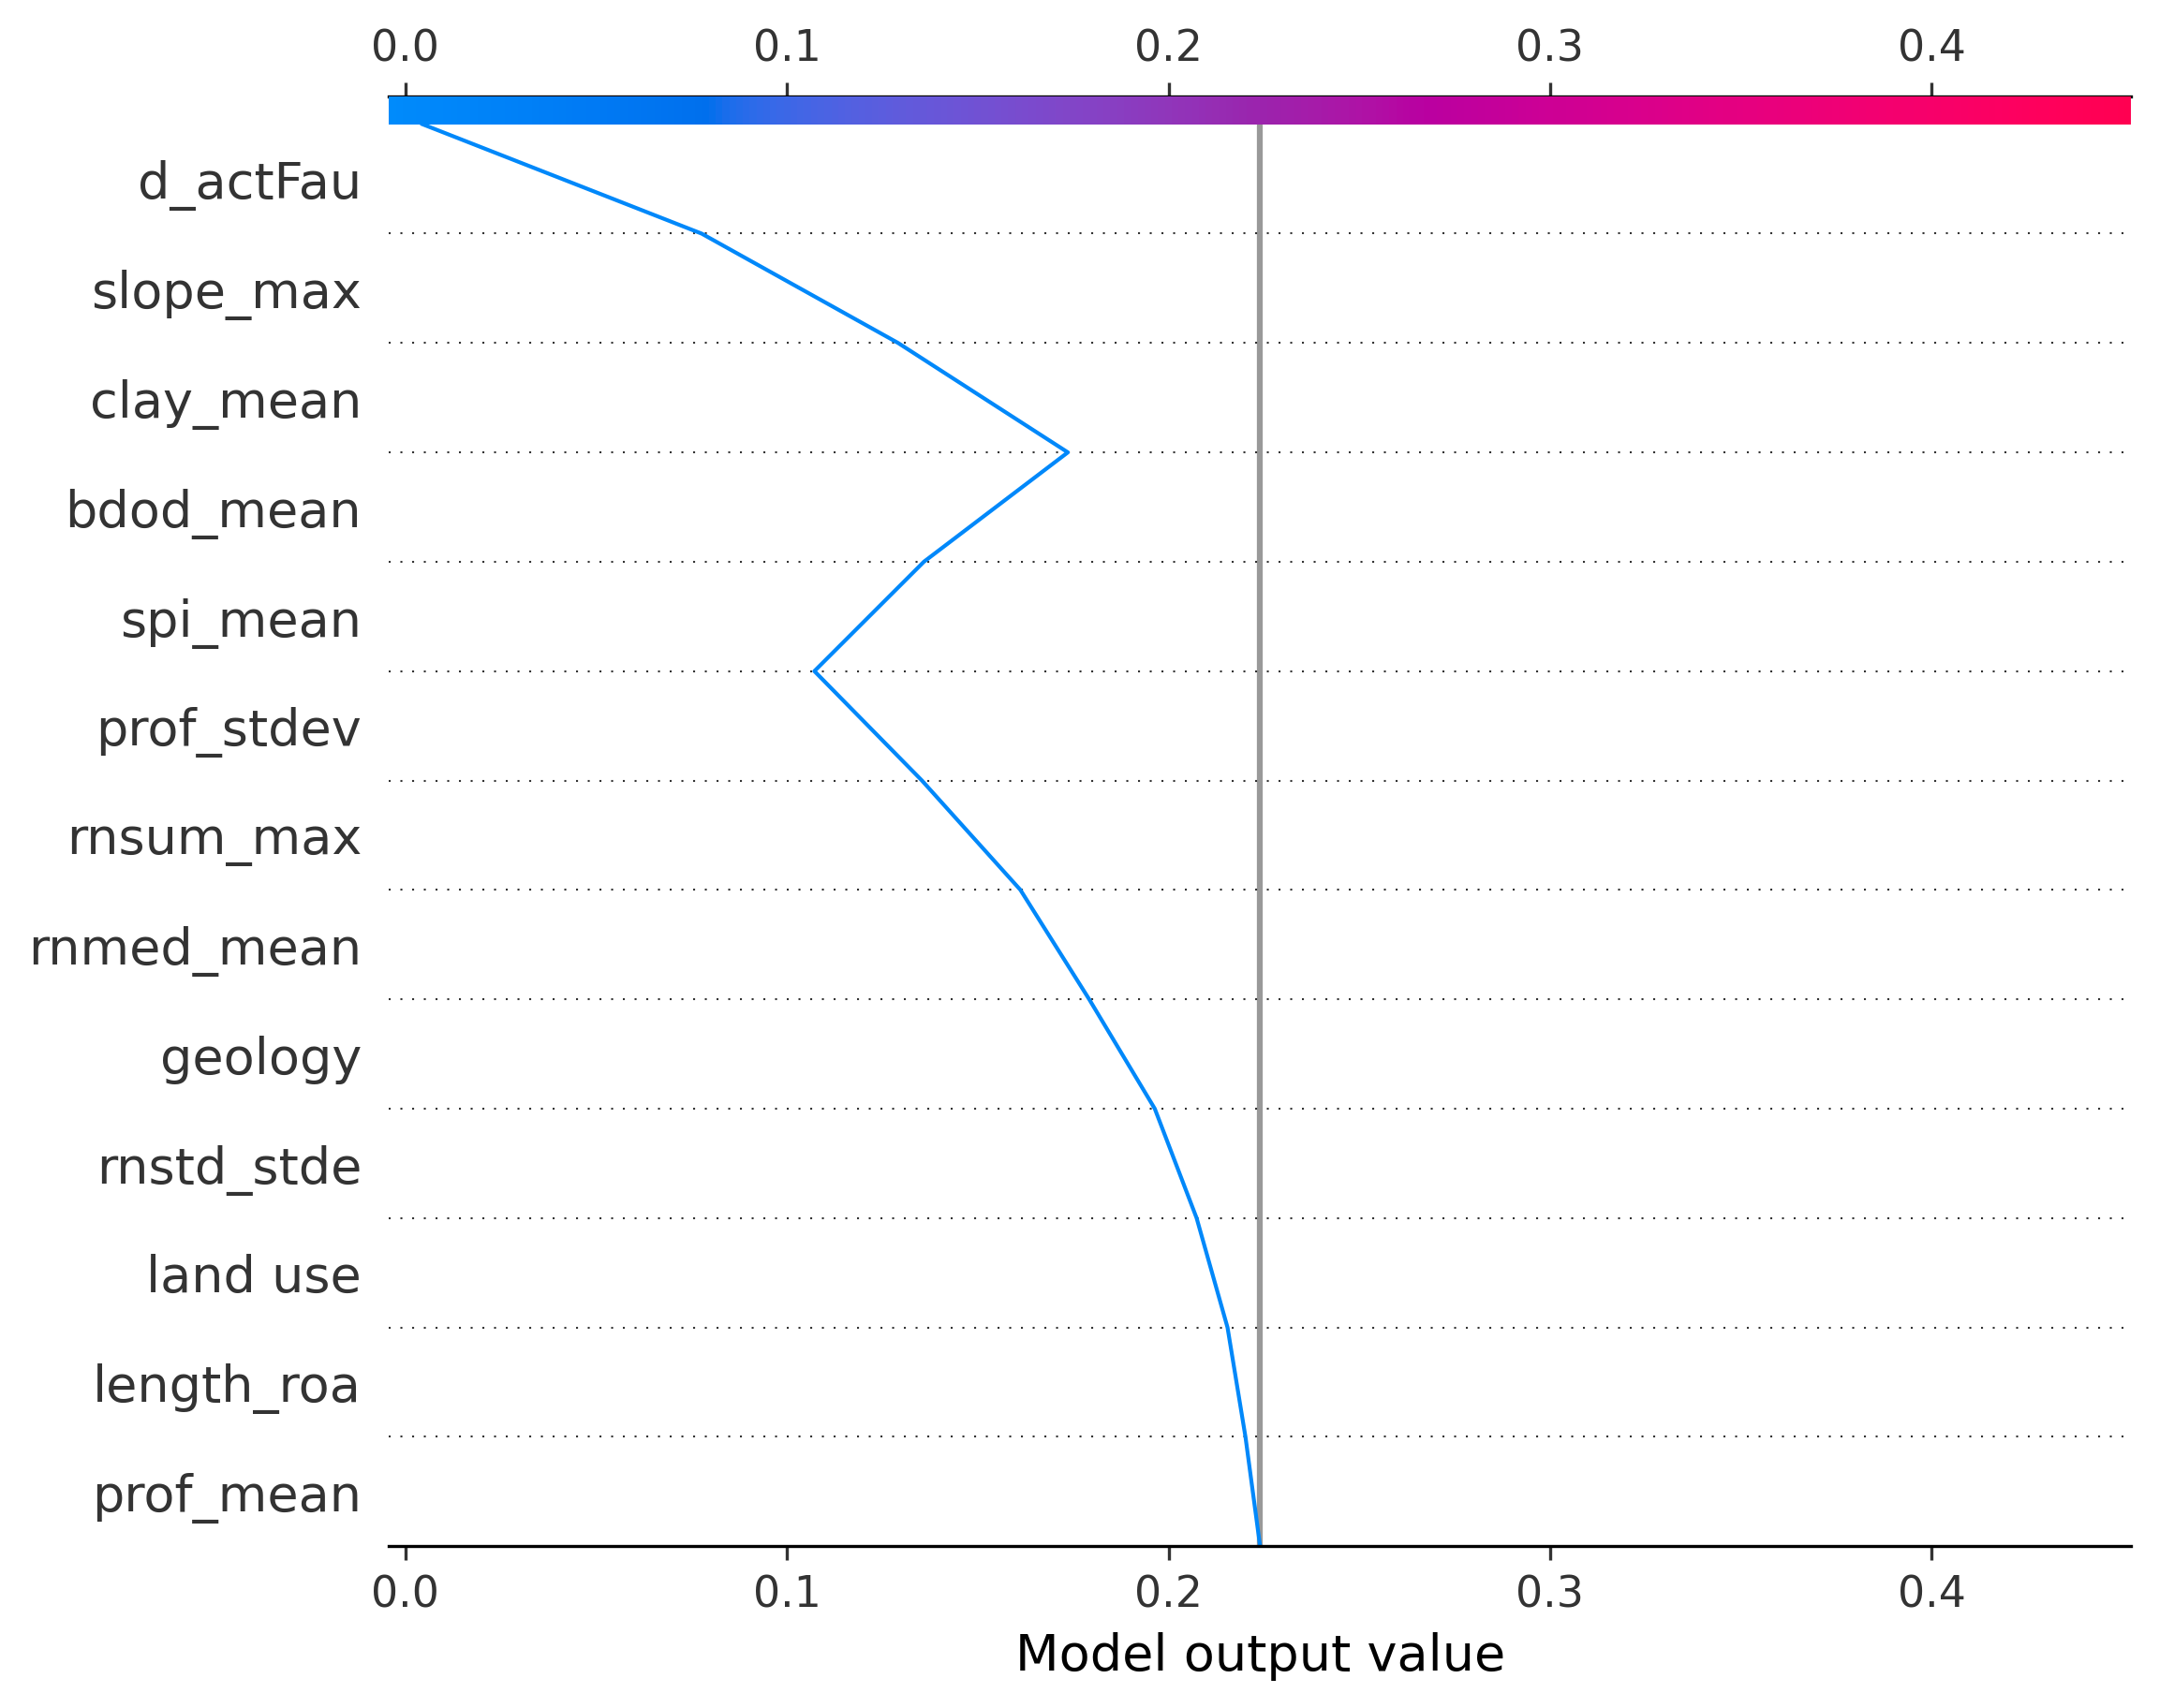 0.0 0.1 0.2 0.3 0.4
d_actFau
slope_max
clay_mean
bdod_mean
spi_mean
prof_stdev
rnsum_max
rnmed_mean
geology
rnstd_stde
land use
length_roa
prof_mean
0.0 0.1 0.2 0.3 0.4
Model output value